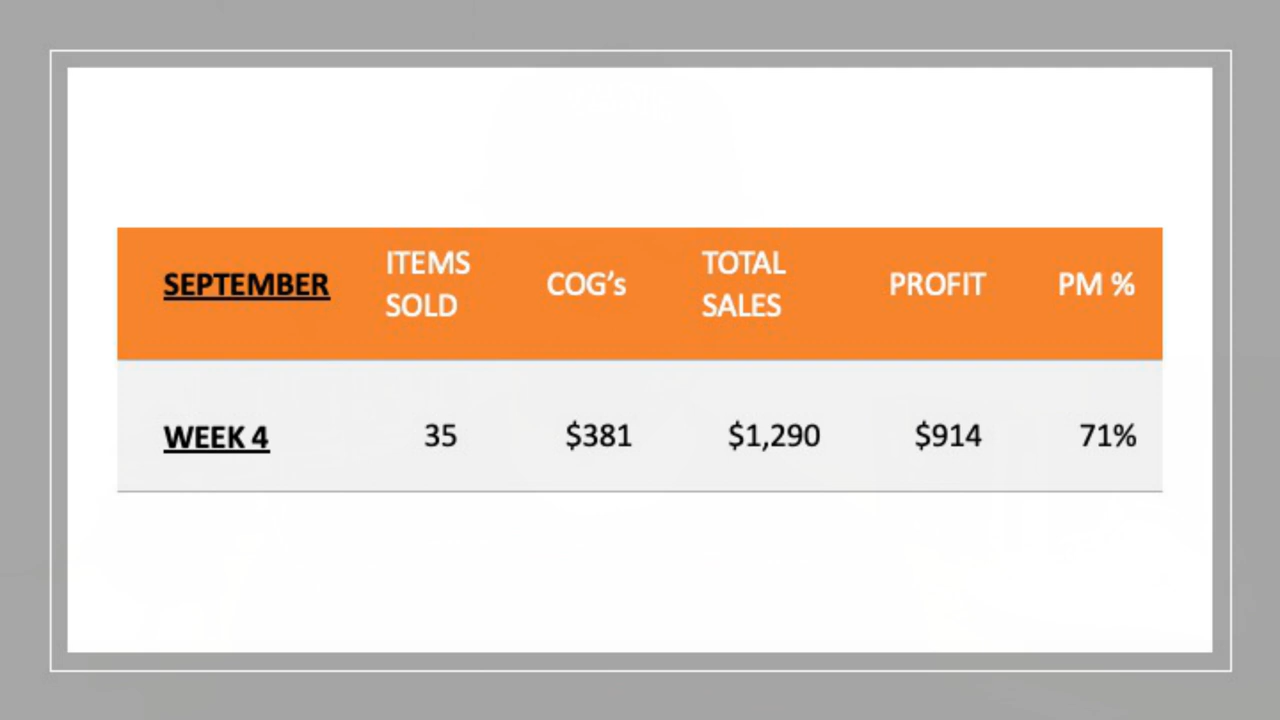 SEPTEMBER ITEMS SOLD COG’s TOTAL SALES PROFIT PM %
WEEK 4 35 $381 $1,290 $914 71%